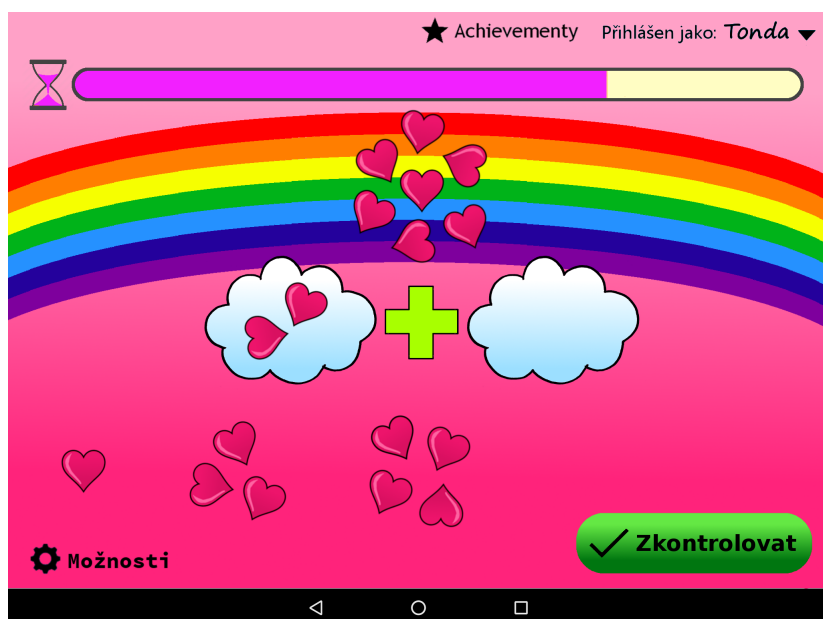 Achievementy
Přihlášen jako: Tonda
Zkontrolovat
Možnosti